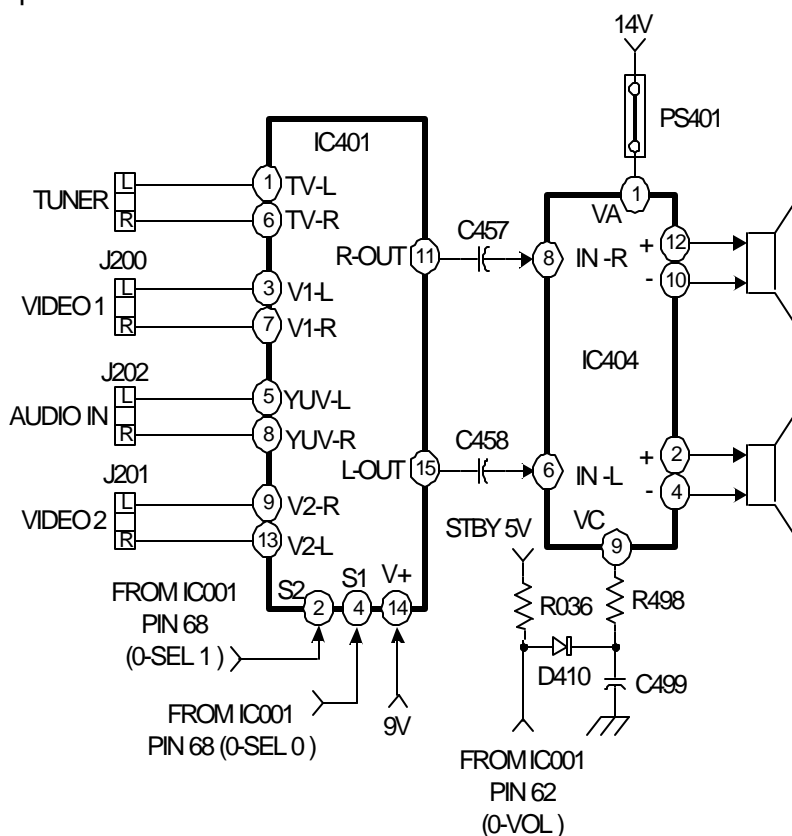 14V
PS401
IC401
TUNER
L
R
1 TV-L
6 TV-R
J200
VIDEO 1
L
R
3 V1-L
7 V1-R
J202
AUDIO IN
L
R
5 YUV-L
8 YUV-R
J201
VIDEO 2
L
R
9 V2-R
13 V2-L
R-OUT 11
L-OUT 15
C457
C458
1
VA
8 IN -R
6 IN -L
IC404
+ 12
- 10
+ 2
- 4
VC
9
S2
2
S1
4
V+
14
FROM IC001
PIN 68
(0-SEL 1 )
FROM IC001
PIN 68 (0-SEL 0 )
9V
STBY 5V
R036
R498
D410
C499
FROM IC001
PIN 62
(0-VOL )